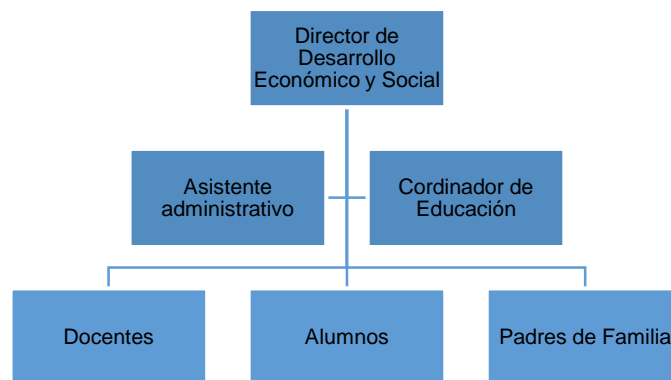 Director de
Desarrollo
Económico y Social
Asistente
administrativo
Cordinador de
Educación
Docentes
Alumnos
Padres de Familia